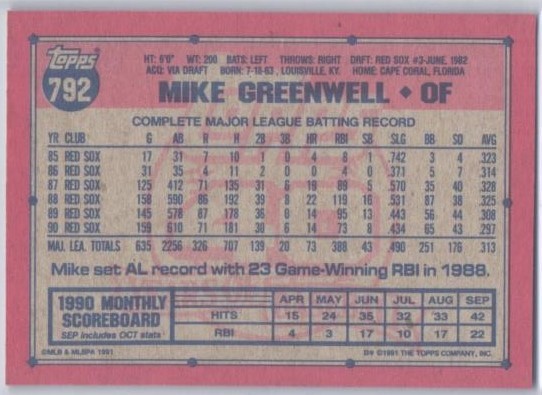 Topps
792
HT: 6'0" WT: 200 BATS: LEFT THROWS: RIGHT DRFT: RED SOX #3-JUNE, 1982
ACQ: VIA DRAFT BORN: 7-18-63, LOUISVILLE, KY. HOME: CAPE CORAL, FLORIDA
MIKE GREENWELL ◆ OF
COMPLETE MAJOR LEAGUE BATTING RECORD
YR CLUB G AB R H 2B 3B HR RBI SB SLG BB SO AVG
85 RED SOX 17 31 7 10 1 0 4 8 1 .742 3 4 .323
86 RED SOX 31 35 4 11 2 0 0 4 0 .371 5 7 .314
87 RED SOX 125 412 71 135 31 6 19 89 5 .570 35 40 .328
88 RED SOX 158 590 86 192 39 8 22 119 16 .531 87 38 .325
89 RED SOX 145 578 87 178 36 0 14 95 13 .443 56 44 .308
90 RED SOX 159 610 71 181 30 6 14 73 8 .434 65 43 .297
MAJ. LEA. TOTALS 635 2256 326 707 139 20 73 388 43 .490 251 176 .313
Mike set AL record with 23 Game-Winning RBI in 1988.
1990 MONTHLY SCOREBOARD
SEP includes OCT stats
APR MAY JUN JUL AUG SEP
HITS 15 24 35 32 33 42
RBI 4 3 17 10 17 22
©MLB & MLBPA 1991
©1991 THE TOPPS COMPANY, INC.